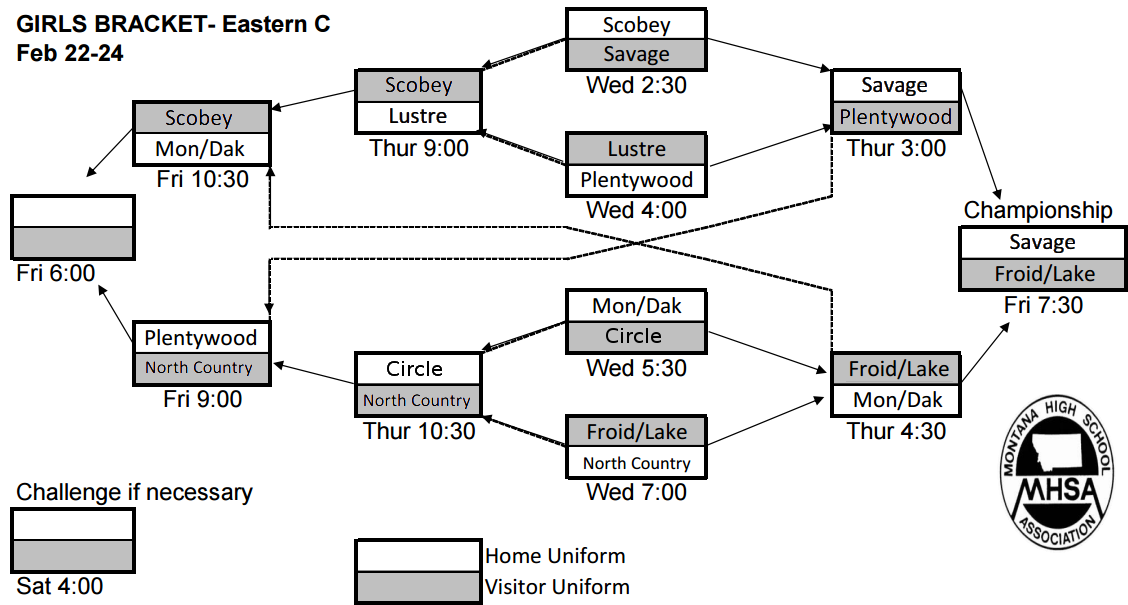 GIRLS BRACKET- Eastern C
Feb 22-24
Scobey
Savage
Wed 2:30
Scobey
Lustre
Thur 9:00
Savage
Plentywood
Thur 3:00
Scobey
Mon/Dak
Fri 10:30
Lustre
Plentywood
Wed 4:00
Fri 6:00
Championship
Savage
Froid/Lake
Fri 7:30
Mon/Dak
Circle
Wed 5:30
Plentywood
North Country
Fri 9:00
Circle
North Country
Thur 10:30
Froid/Lake
Mon/Dak
Thur 4:30
Froid/Lake
North Country
Wed 7:00
MONTANA HIGH SCHOOL
MHSA
ASSOCIATION
Challenge if necessary
Sat 4:00
Home Uniform
Visitor Uniform